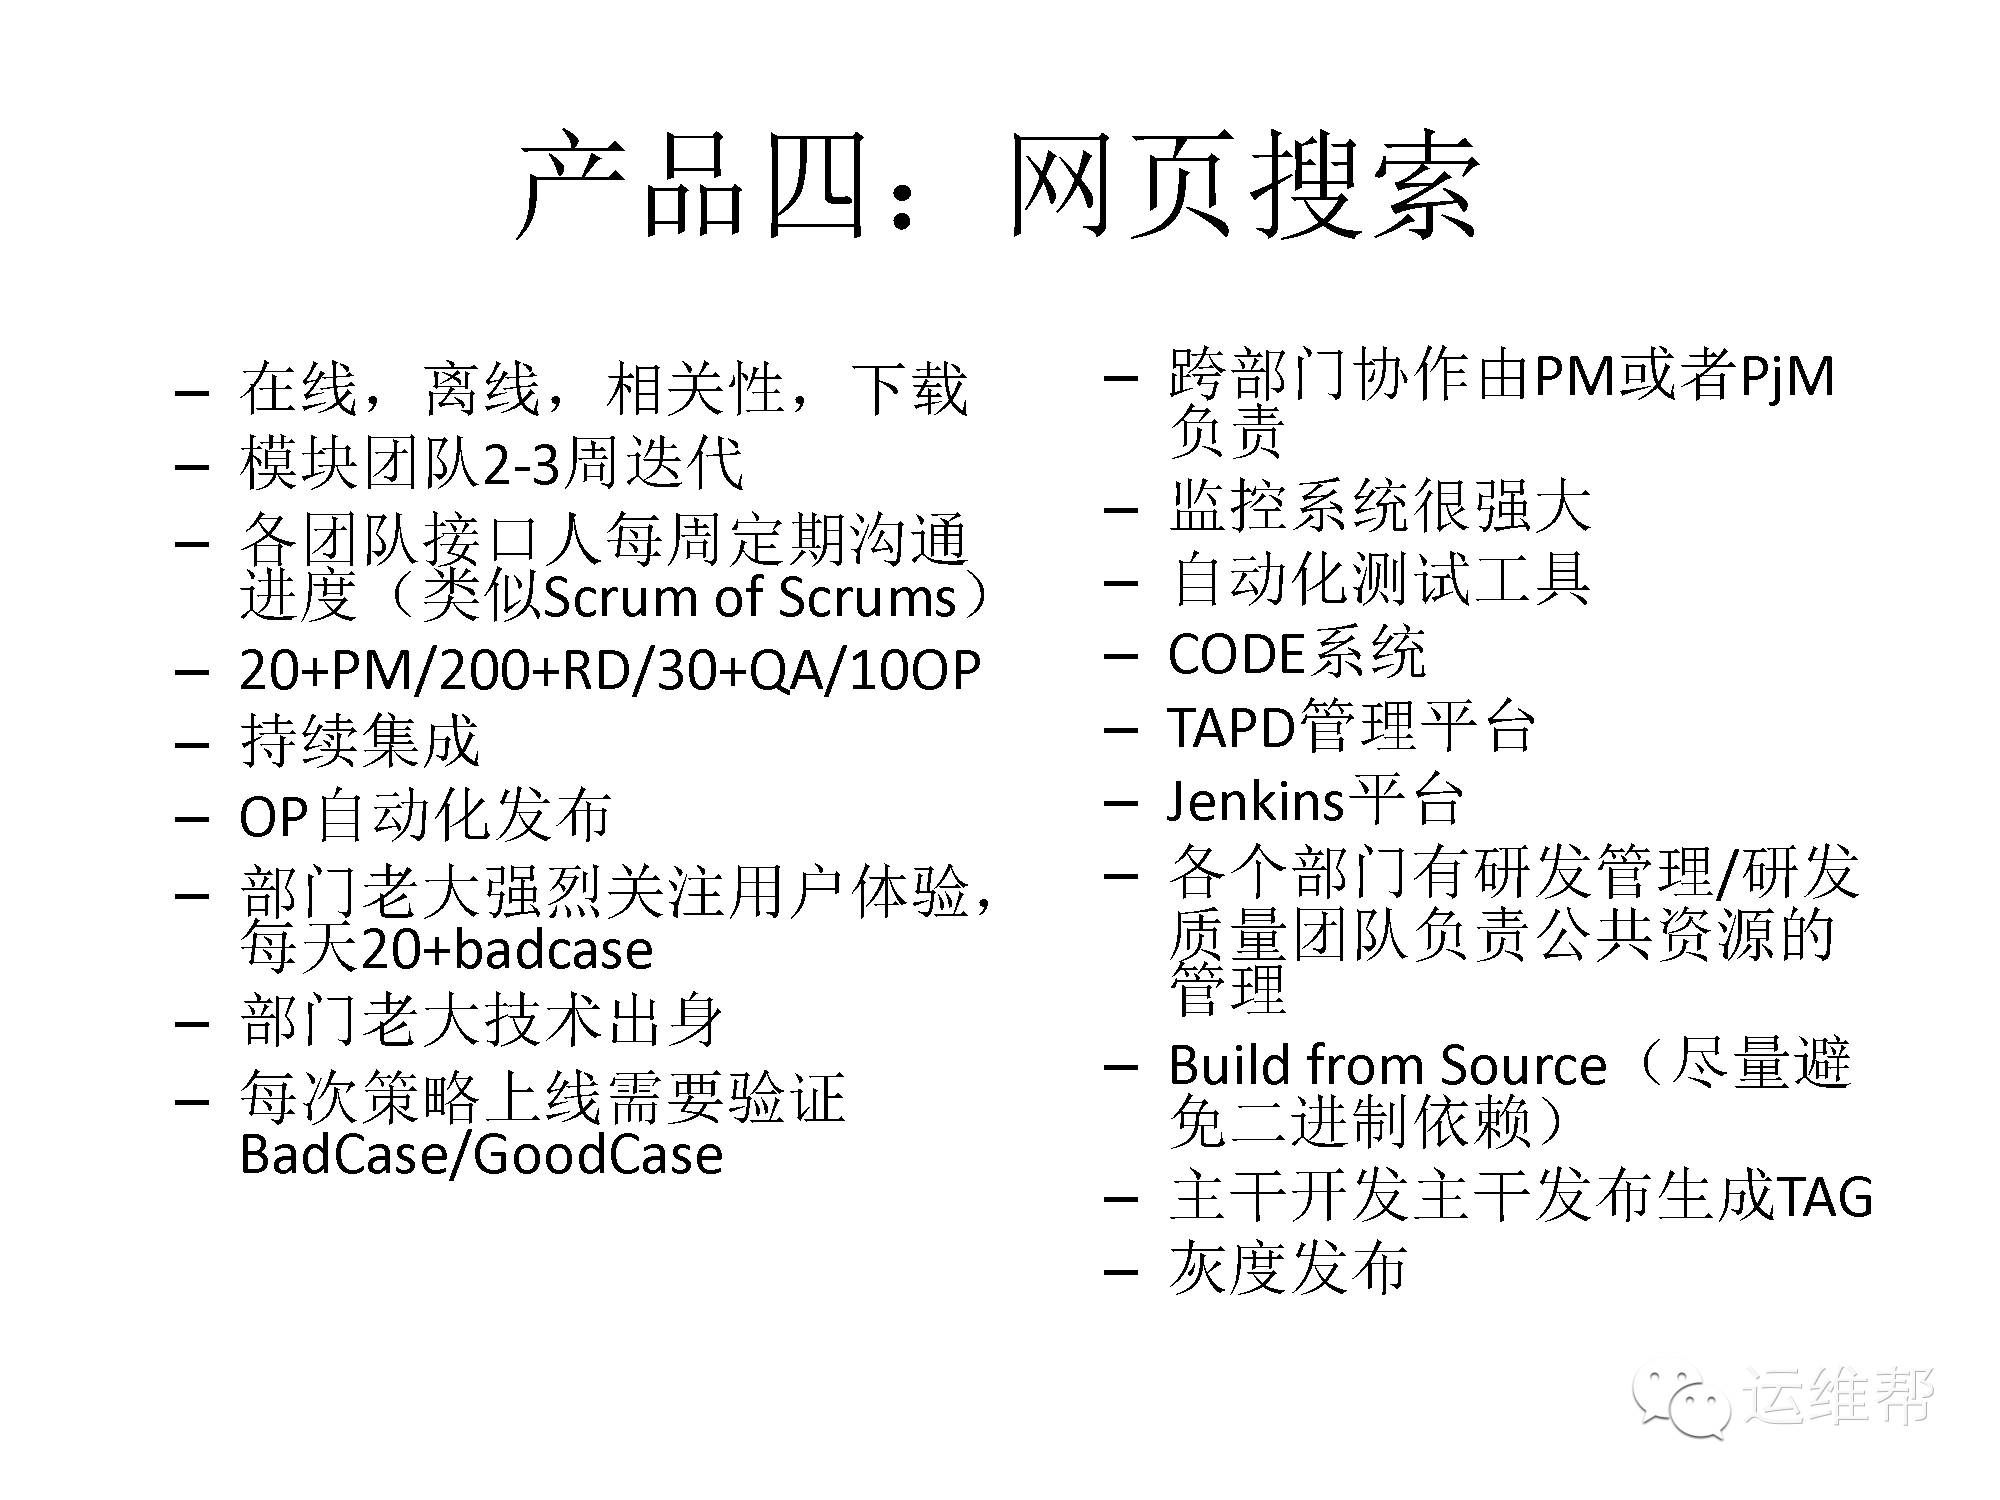 产品四：网页搜索
– 在线，离线，相关性，下载
– 模块团队2-3周迭代
– 各团队接口人每周定期沟通
进度（类似Scrum of Scrums）
– 20+PM/200+RD/30+QA/10OP
– 持续集成
– OP自动化发布
– 部门老大强烈关注用户体验，
每天20+badcase
– 部门老大技术出身
– 每次策略上线需要验证
BadCase/GoodCase
– 跨部门协作由PM或者PjM
负责
– 监控系统很强大
– 自动化测试工具
– CODE系统
– TAPD管理平台
– Jenkins平台
– 各个部门有研发管理/研发
质量团队负责公共资源的
管理
– Build from Source（尽量避
免二进制依赖）
– 主干开发主干发布生成TAG
– 灰度发布
运维帮